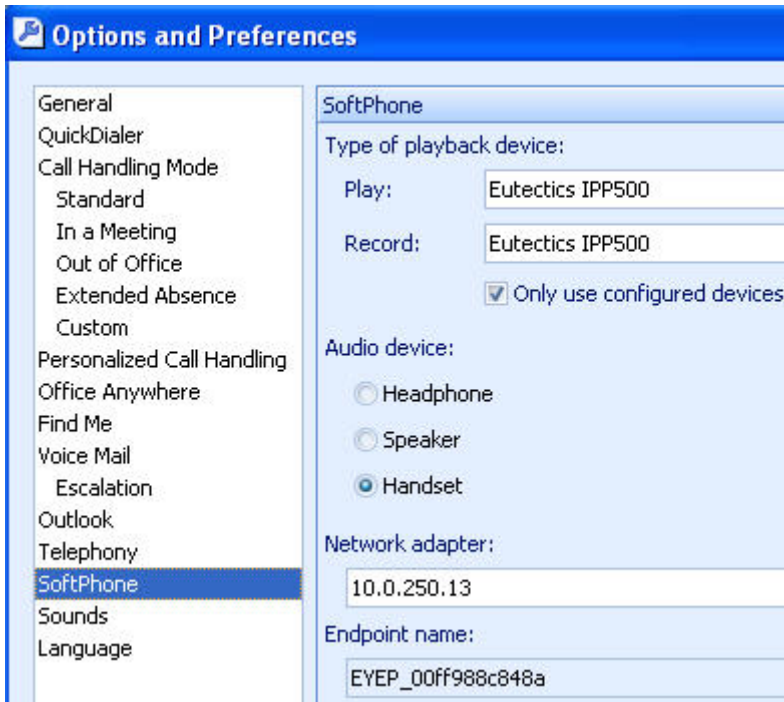 Options and Preferences
General
QuickDialer
Call Handling Mode
Standard
In a Meeting
Out of Office
Extended Absence
Custom
Personalized Call Handling
Office Anywhere
Find Me
Voice Mail
Escalation
Outlook
Telephony
SoftPhone
Sounds
Language
SoftPhone
Type of playback device:
Play: Eutectics IPP500
Record: Eutectics IPP500
Only use configured devices
Audio device:
Headphone
Speaker
Handset
Network adapter:
10.0.250.13
Endpoint name:
EYEP_00ff988c848a